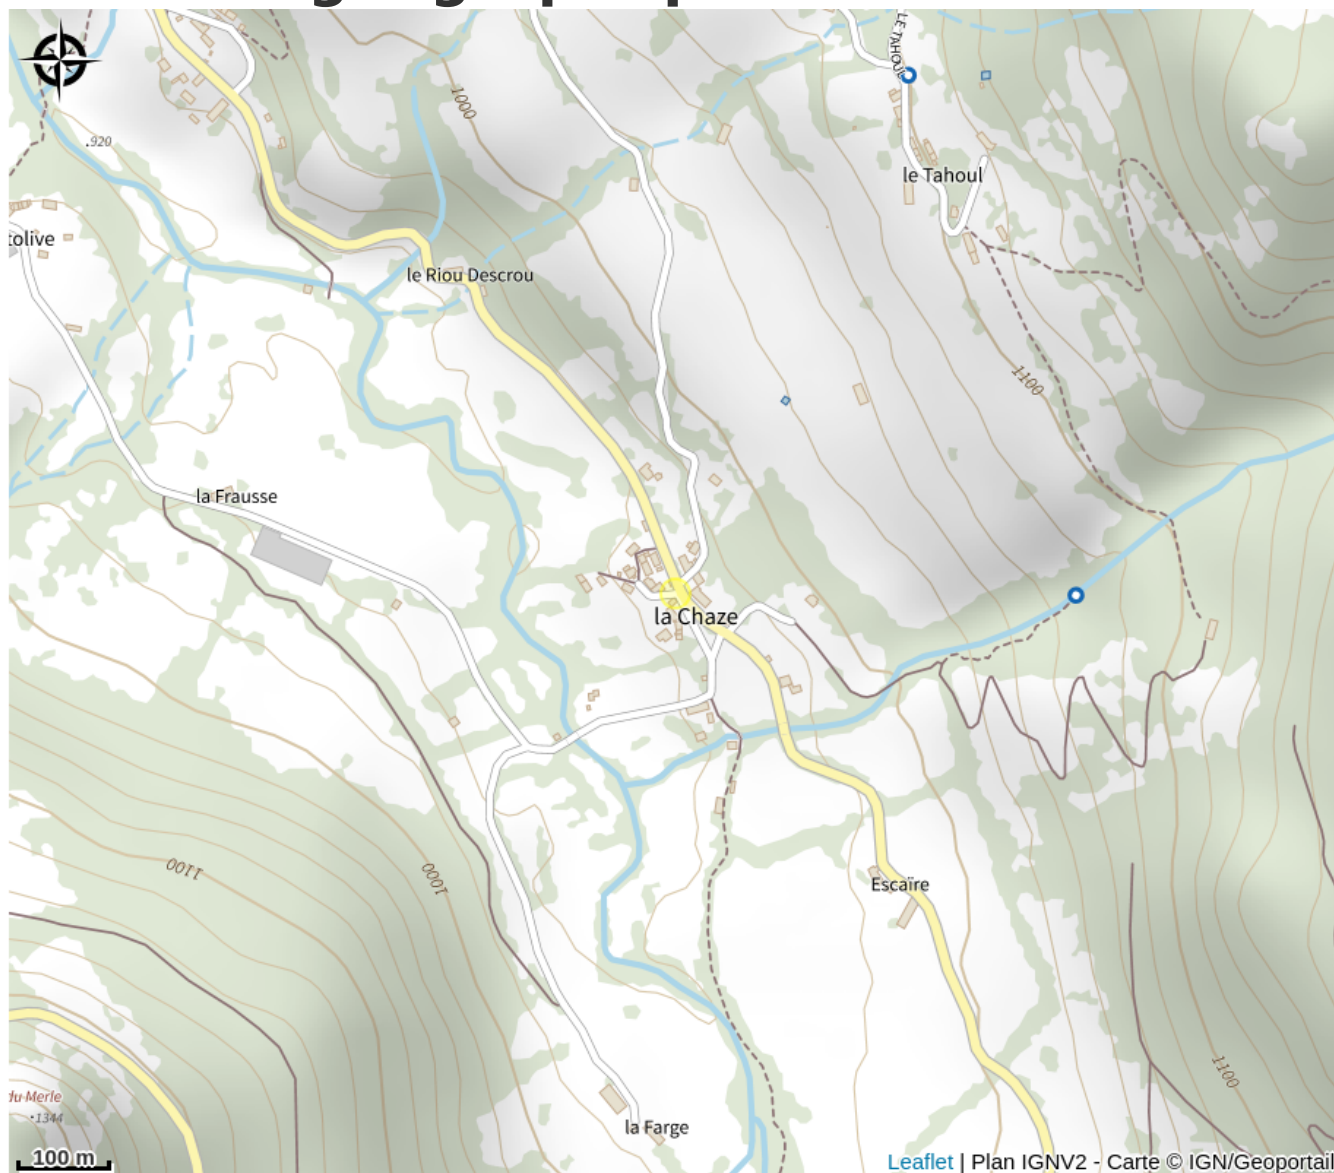 LE TAHOUL
1000
.920
le Tahoul
tolive
le Riou Descrou
1100
la Frausse
la Chaze
1100
1000
Escaïre
1100
du Merle
·1344
la Farge
100 m
Leaflet | Plan IGNV2 - Carte © IGN/Geoportail